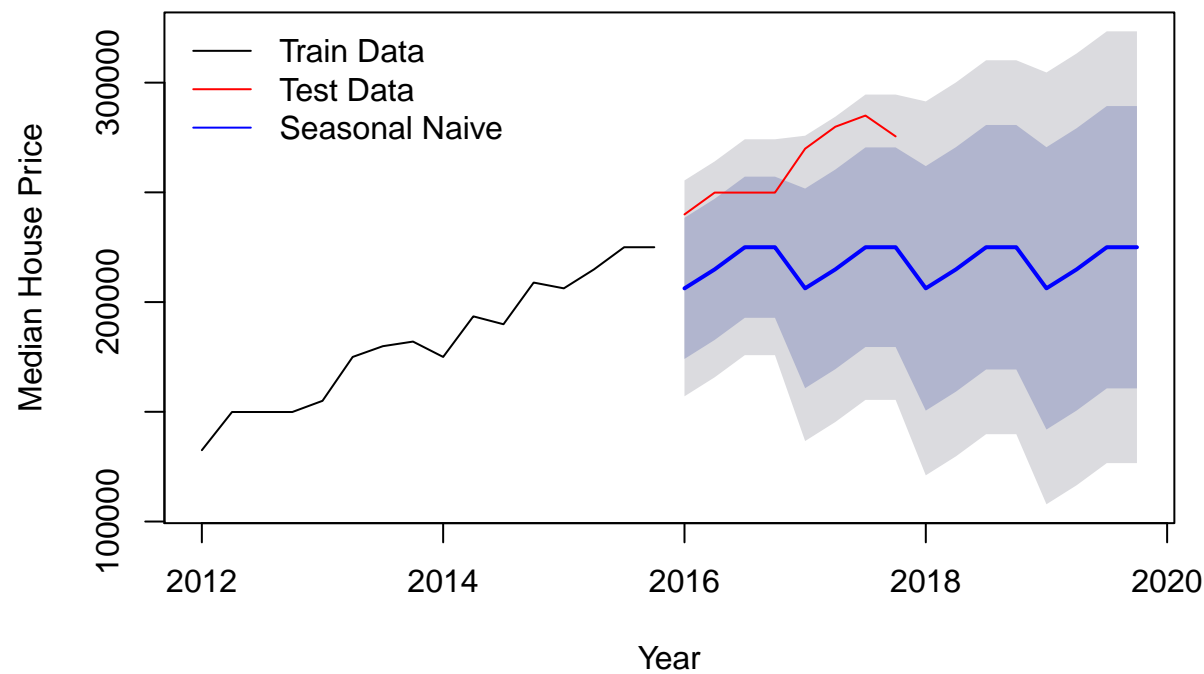 Train Data
Test Data
Seasonal Naive
Median House Price
300000
200000
100000
2012 2014 2016 2018 2020
Year